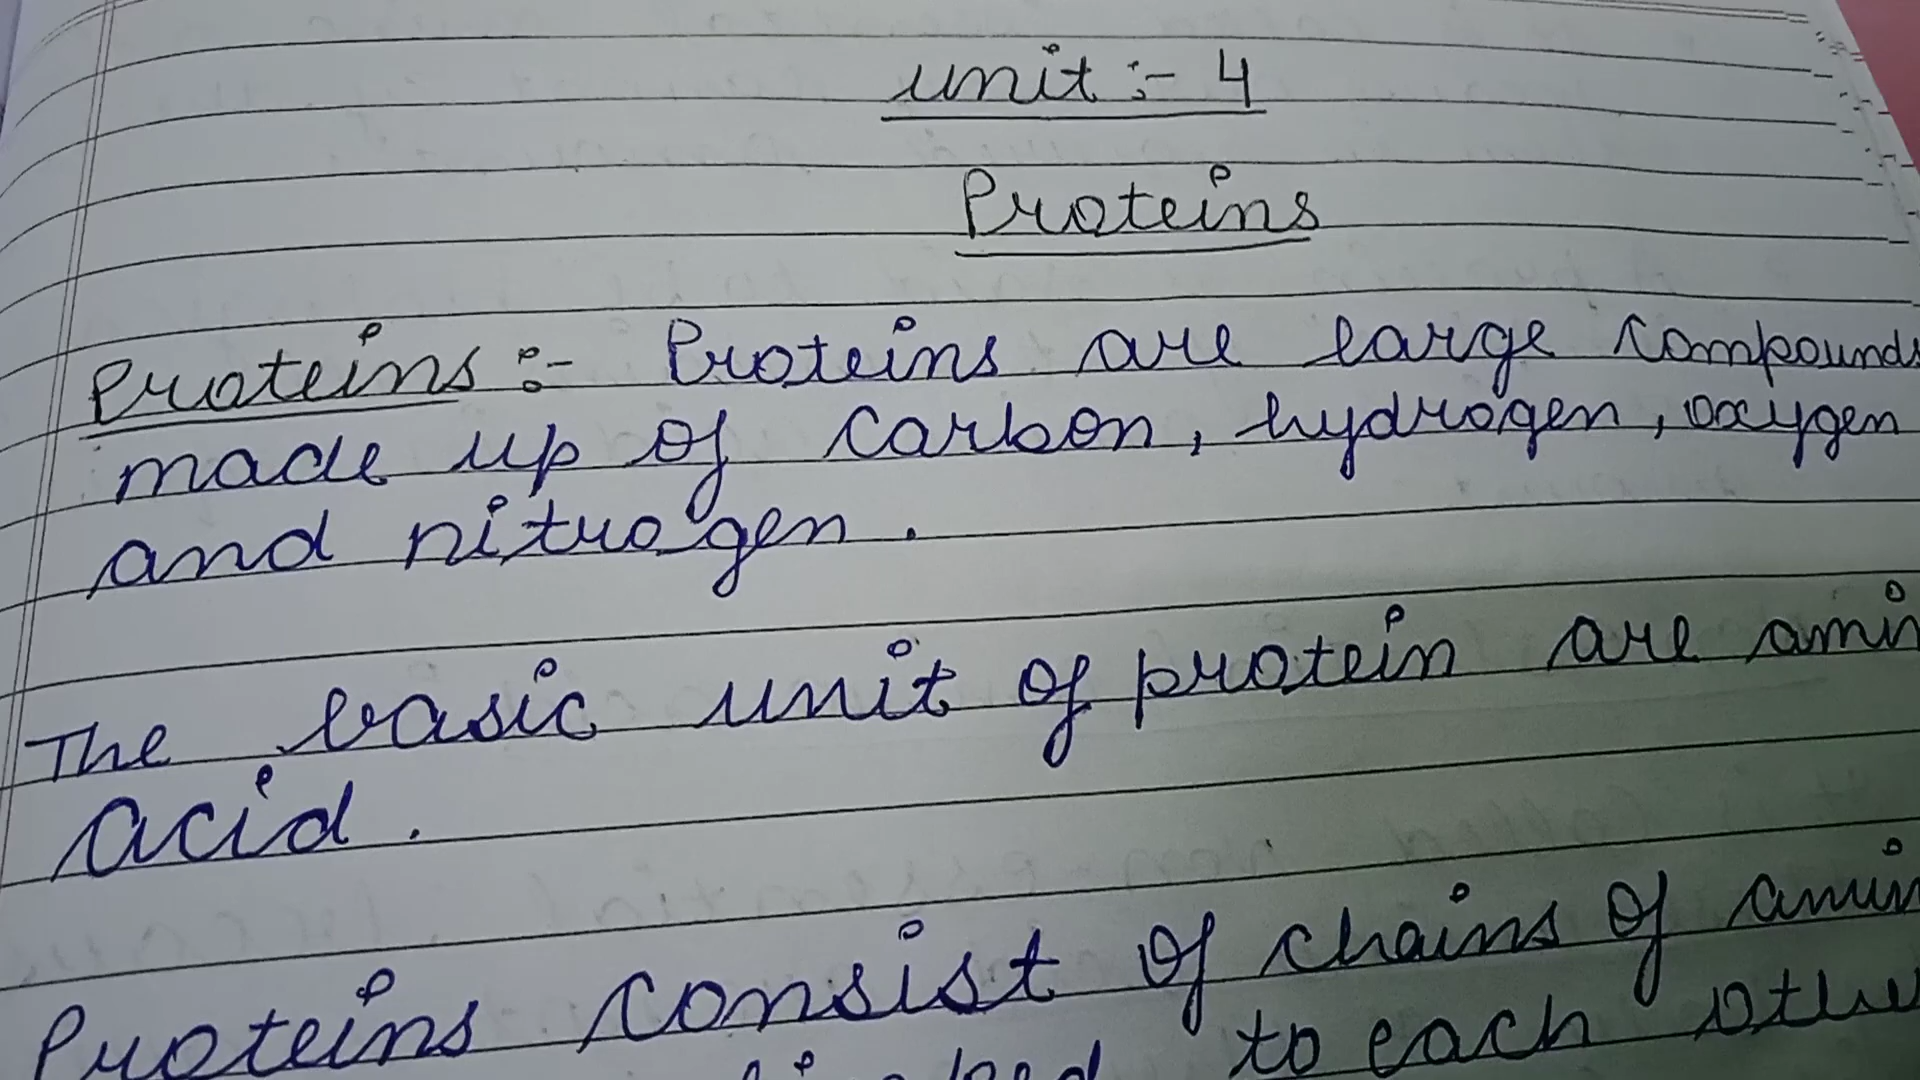 unit :- 4
Proteins
Proteins :- Proteins are large compounds
made up of carbon, hydrogen, oxygen
and nitrogen.
The basic unit of protein are amin
acid.
Proteins consist of chains of amin
to each othe